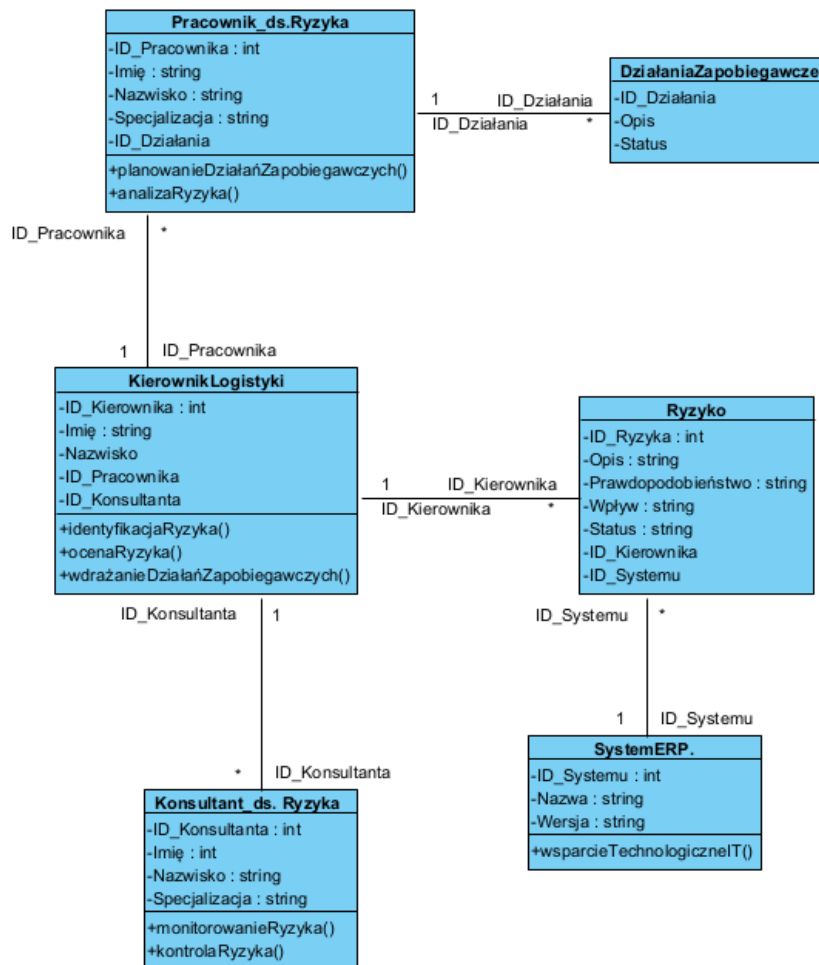 Pracownik_ds.Ryzyka
-ID_Pracownika : int
-Imię : string
-Nazwisko : string
-Specjalizacja : string
-ID_Działania
+planowanieDziałańZapobiegawczych()
+analizaRyzyka()
1 ID_Działania
ID_Działania *
DziałaniaZapobiegawcze
-ID_Działania
-Opis
-Status
ID_Pracownika *
1 ID_Pracownika
KierownikLogistyki
-ID_Kierownika : int
-Imię : string
-Nazwisko
-ID_Pracownika
-ID_Konsultanta
+identyfikacjaRyzyka()
+ocenaRyzyka()
+wdrażanieDziałańZapobiegawczych()
1 ID_Kierownika
ID_Kierownika *
Ryzyko
-ID_Ryzyka : int
-Opis : string
-Prawdopodobieństwo : string
-Wpływ : string
-Status : string
-ID_Kierownika
-ID_Systemu
ID_Konsultanta 1
ID_Systemu *
1 ID_Systemu
SystemERP.
-ID_Systemu : int
-Nazwa : string
-Wersja : string
+wsparcieTechnologiczneIT()
* ID_Konsultanta
Konsultant_ds. Ryzyka
-ID_Konsultanta : int
-Imię : int
-Nazwisko : string
-Specjalizacja : string
+monitorowanieRyzyka()
+kontrolaRyzyka()